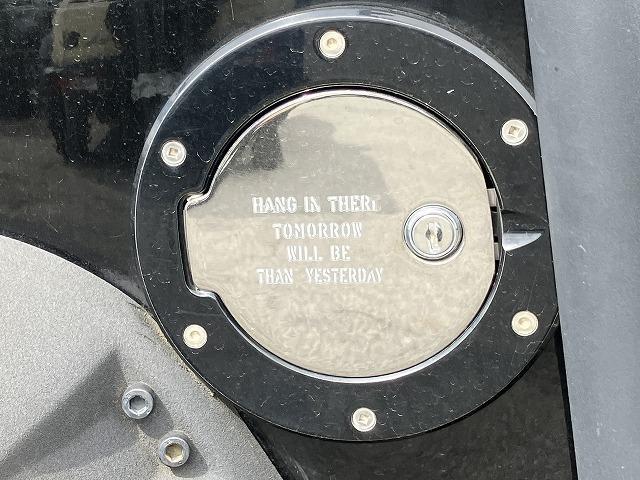 HANG IN THERE
TOMORROW
WILL BE
THAN YESTERDAY